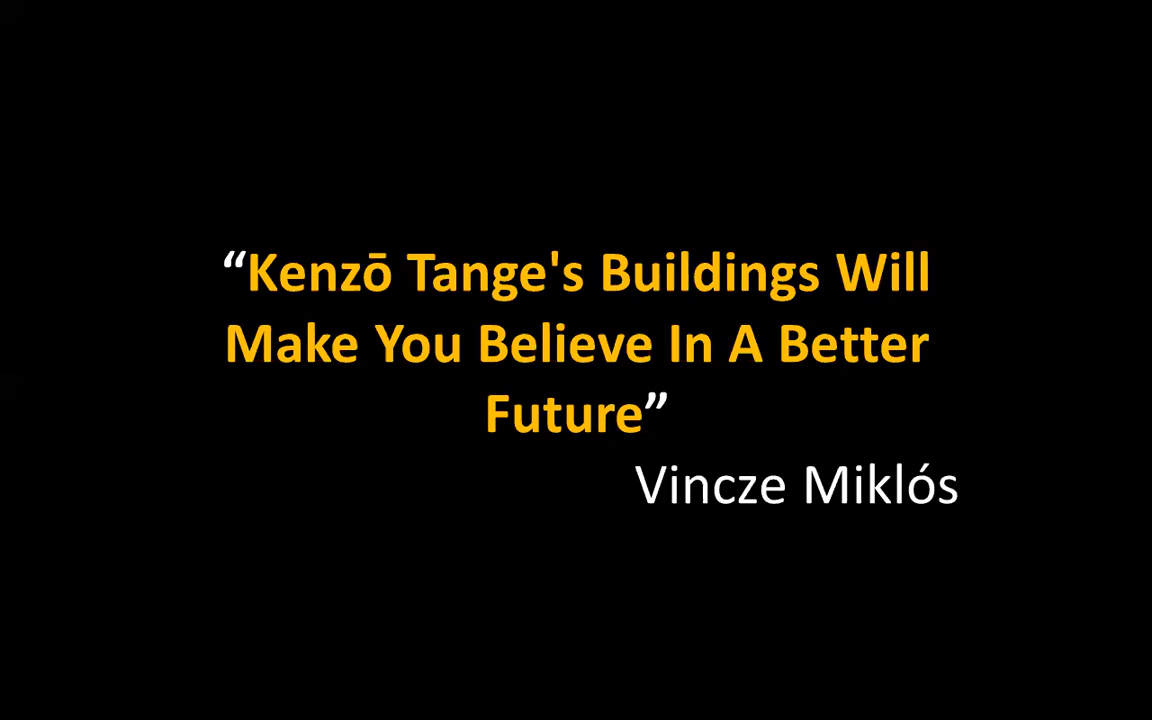 “Kenzō Tange's Buildings Will
Make You Believe In A Better
Future”
Vincze Miklós